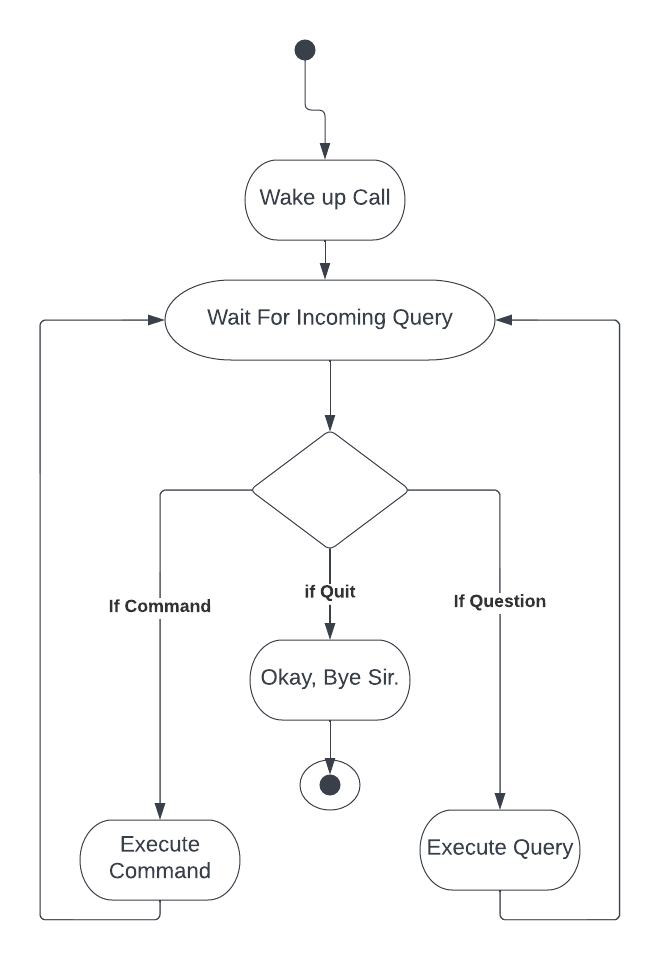 Wake up Call
Wait For Incoming Query
If Command
if Quit
If Question
Okay, Bye Sir.
Execute
Command
Execute Query